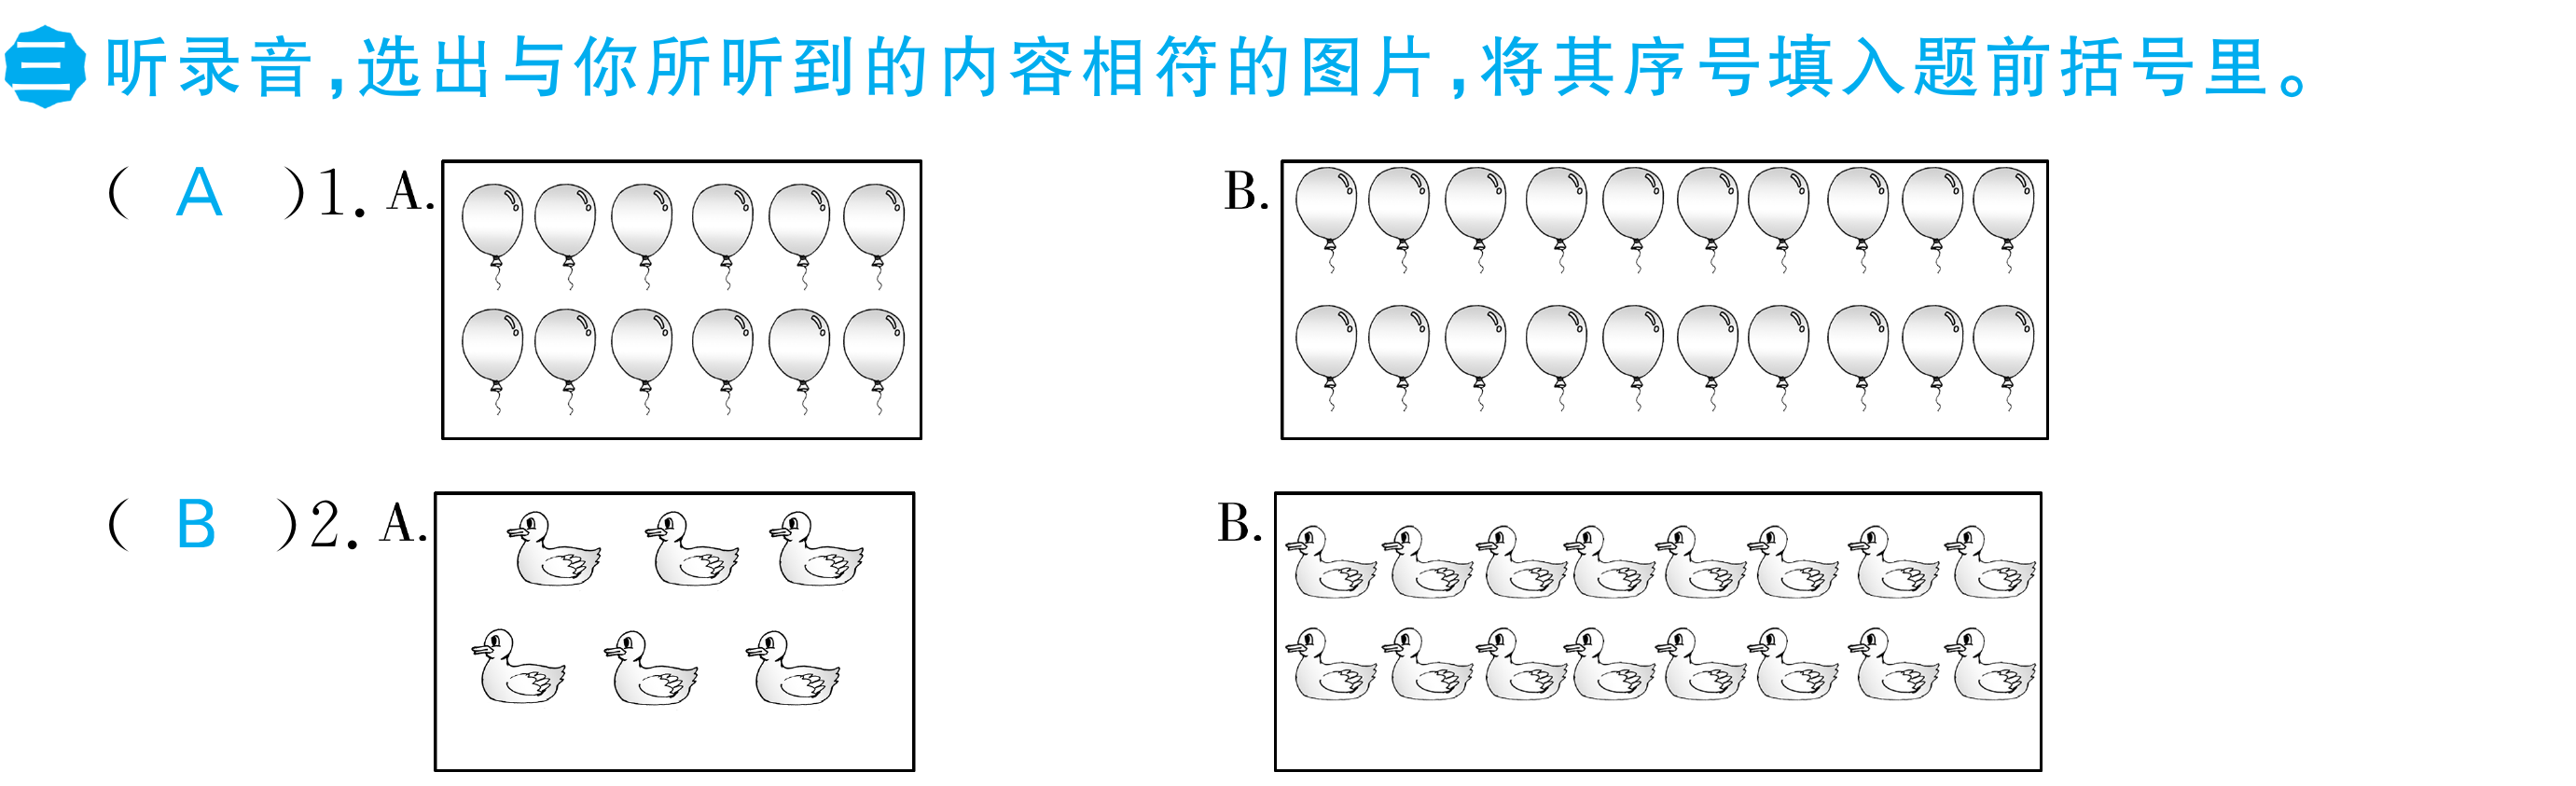 三 听录音,选出与你所听到的内容相符的图片,将其序号填入题前括号里。
( A )1. A. B.
( B )2. A. B.